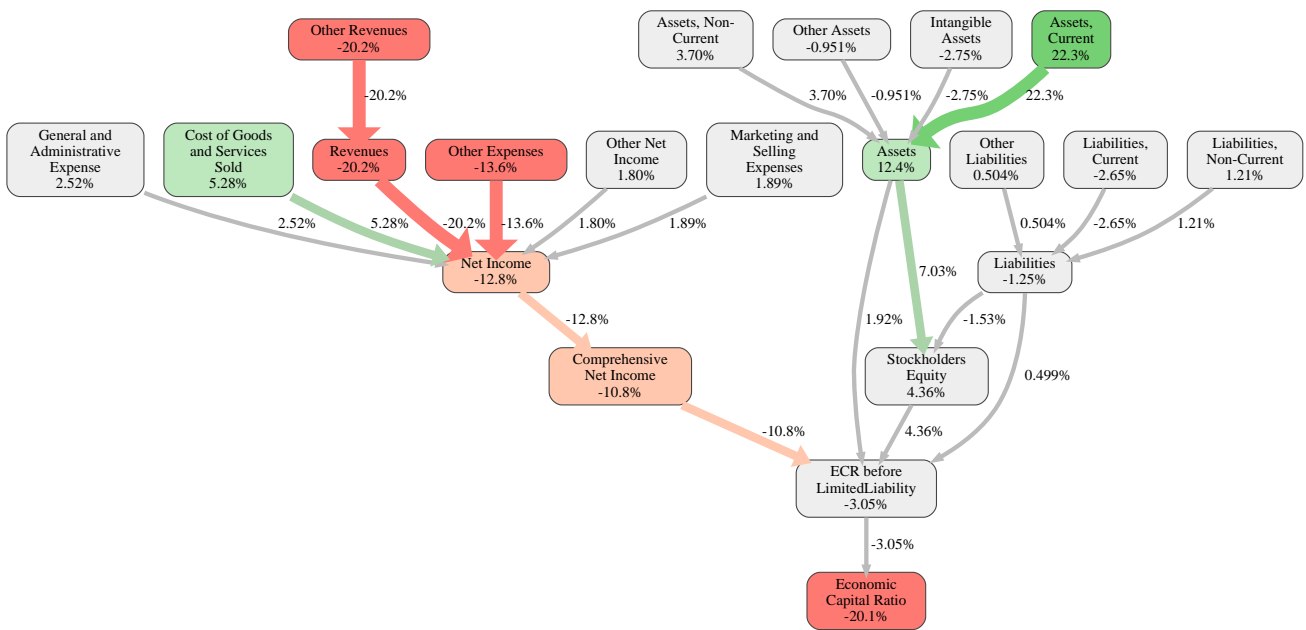 Other Revenues
-20.2%
Assets, Non-
Current
3.70%
Other Assets
-0.951%
Intangible
Assets
-2.75%
Assets,
Current
22.3%
-20.2%
3.70%
-0.951%
-2.75%
22.3%
General and
Administrative
Expense
2.52%
Cost of Goods
and Services
Sold
5.28%
Revenues
-20.2%
Other Expenses
-13.6%
Other Net
Income
1.80%
Marketing and
Selling
Expenses
1.89%
Assets
12.4%
Other
Liabilities
0.504%
Liabilities,
Current
-2.65%
Liabilities,
Non-Current
1.21%
2.52%
5.28%
-20.2%
-13.6%
1.80%
1.89%
0.504%
-2.65%
1.21%
Net Income
-12.8%
7.03%
Liabilities
-1.25%
-12.8%
1.92%
-1.53%
Comprehensive
Net Income
-10.8%
Stockholders
Equity
4.36%
0.499%
-10.8%
4.36%
ECR before
LimitedLiability
-3.05%
-3.05%
Economic
Capital Ratio
-20.1%